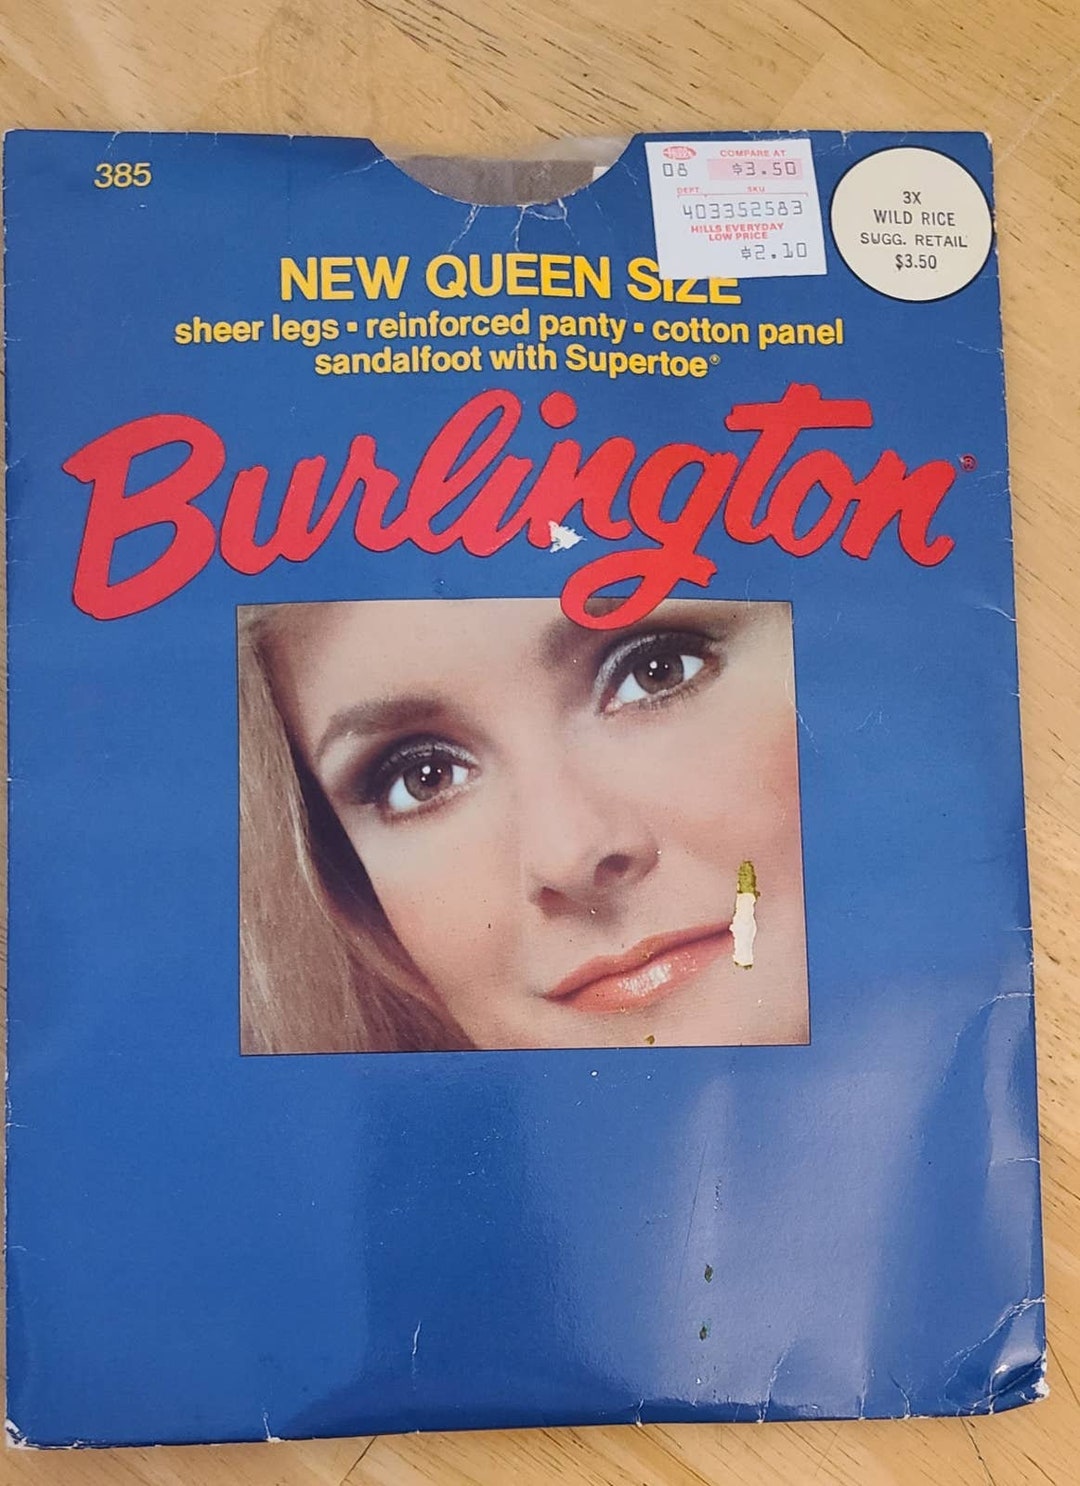 385
COMPARE AT
08 $3.50
DEPT. SKU
403352583
HILLS EVERYDAY
LOW PRICE
$2.10
3X
WILD RICE
SUGG. RETAIL
$3.50
NEW QUEEN SIZE
sheer legs ▪ reinforced panty ▪ cotton panel
sandalfoot with Supertoe®
Burlington®